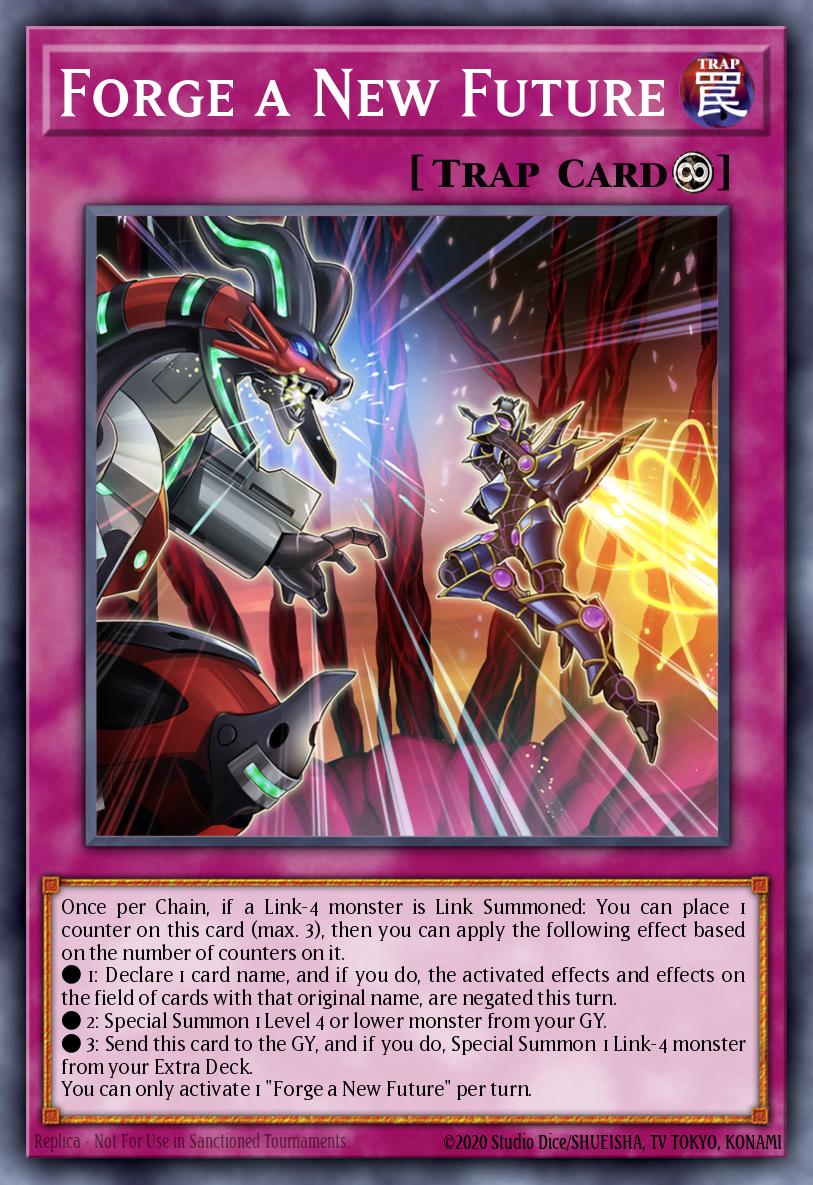 Forge a New Future
TRAP
罠
[Trap Card]
Once per Chain, if a Link-4 monster is Link Summoned: You can place 1
counter on this card (max. 3), then you can apply the following effect based
on the number of counters on it.
● 1: Declare 1 card name, and if you do, the activated effects and effects on
the field of cards with that original name, are negated this turn.
● 2: Special Summon 1 Level 4 or lower monster from your GY.
● 3: Send this card to the GY, and if you do, Special Summon 1 Link-4 monster
from your Extra Deck.
You can only activate 1 "Forge a New Future" per turn.
Replica - Not For Use in Sanctioned Tournaments.
©2020 Studio Dice/SHUEISHA, TV TOKYO, KONAMI